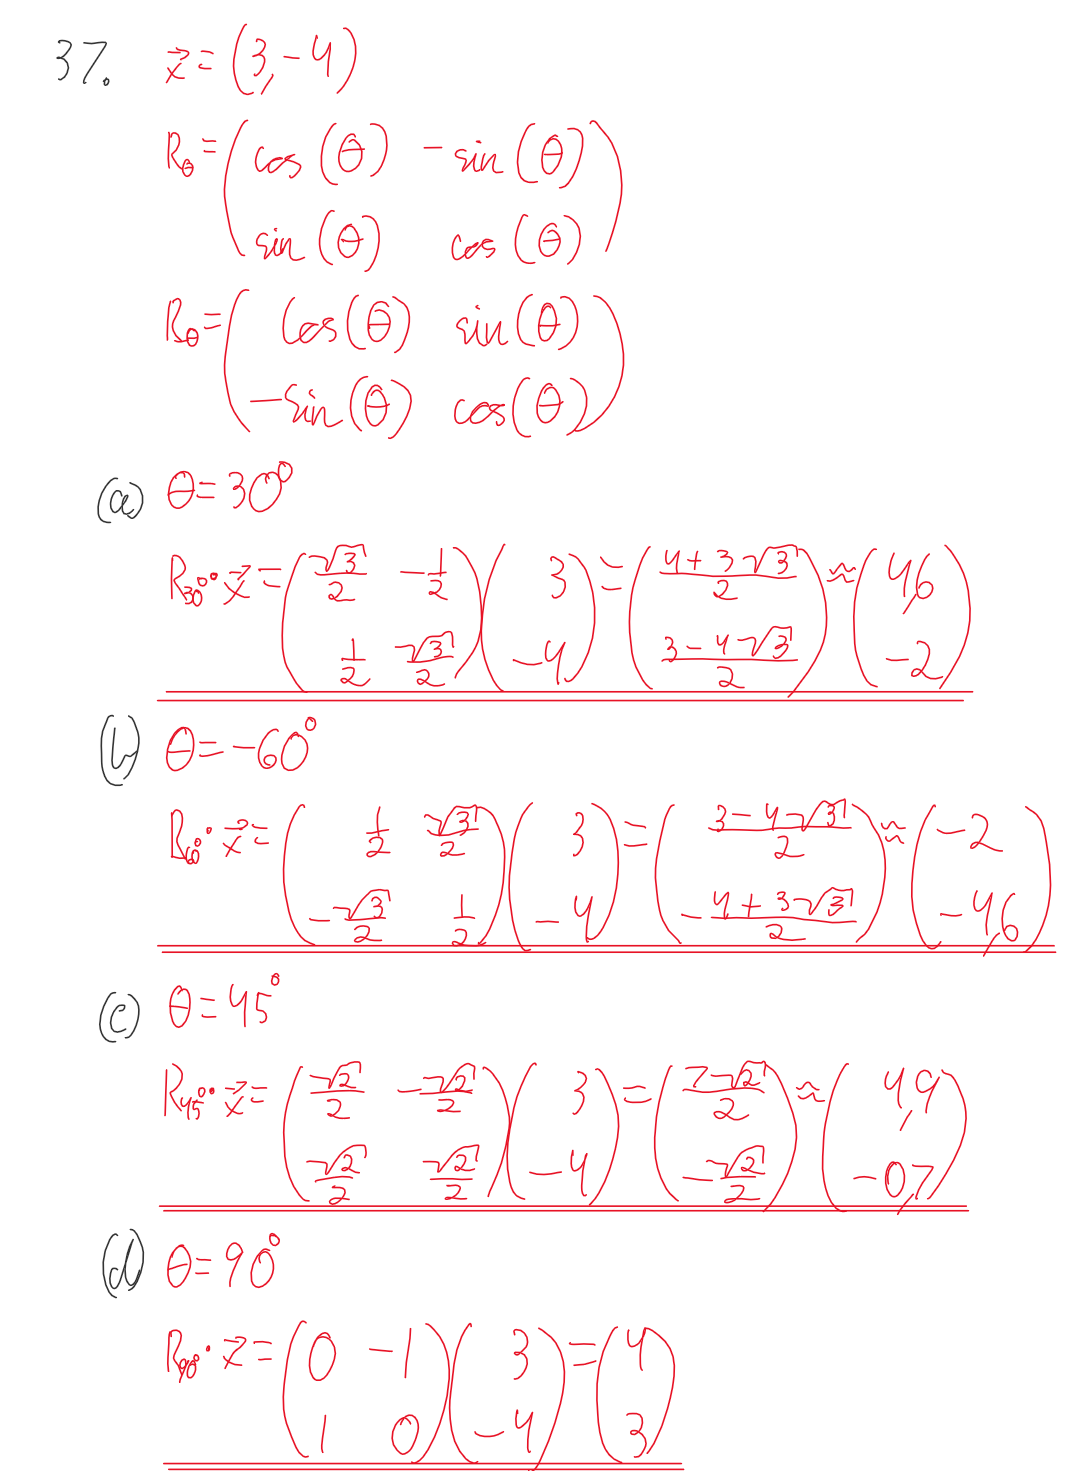 37. x⃗ = (3, -4)
R_θ = ( cos(θ) -sin(θ)
sin(θ) cos(θ) )
R_θ = ( cos(θ) sin(θ)
-sin(θ) cos(θ) )
(a) θ = 30°
R_30° · x⃗ = ( √3/2 -1/2 ; 1/2 √3/2 ) ( 3 ; -4 ) = ( (4+3√3)/2 ; (3-4√3)/2 ) ≈ ( 4,6 ; -2 )
(b) θ = -60°
R_60° · x⃗ = ( 1/2 √3/2 ; -√3/2 1/2 ) ( 3 ; -4 ) = ( (3-4√3)/2 ; -(4+3√3)/2 ) ≈ ( -2 ; -4,6 )
(c) θ = 45°
R_45° · x⃗ = ( √2/2 -√2/2 ; √2/2 √2/2 ) ( 3 ; -4 ) = ( 7√2/2 ; -√2/2 ) ≈ ( 4,9 ; -0,7 )
(d) θ = 90°
R_90° · x⃗ = ( 0 -1 ; 1 0 ) ( 3 ; -4 ) = ( 4 ; 3 )